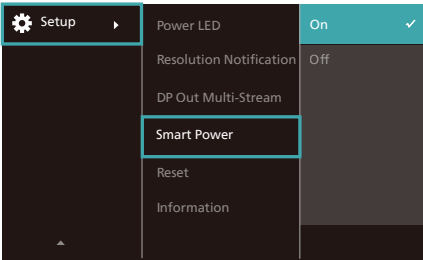 Setup
Power LED
Resolution Notification
DP Out Multi-Stream
Smart Power
Reset
Information
On
Off